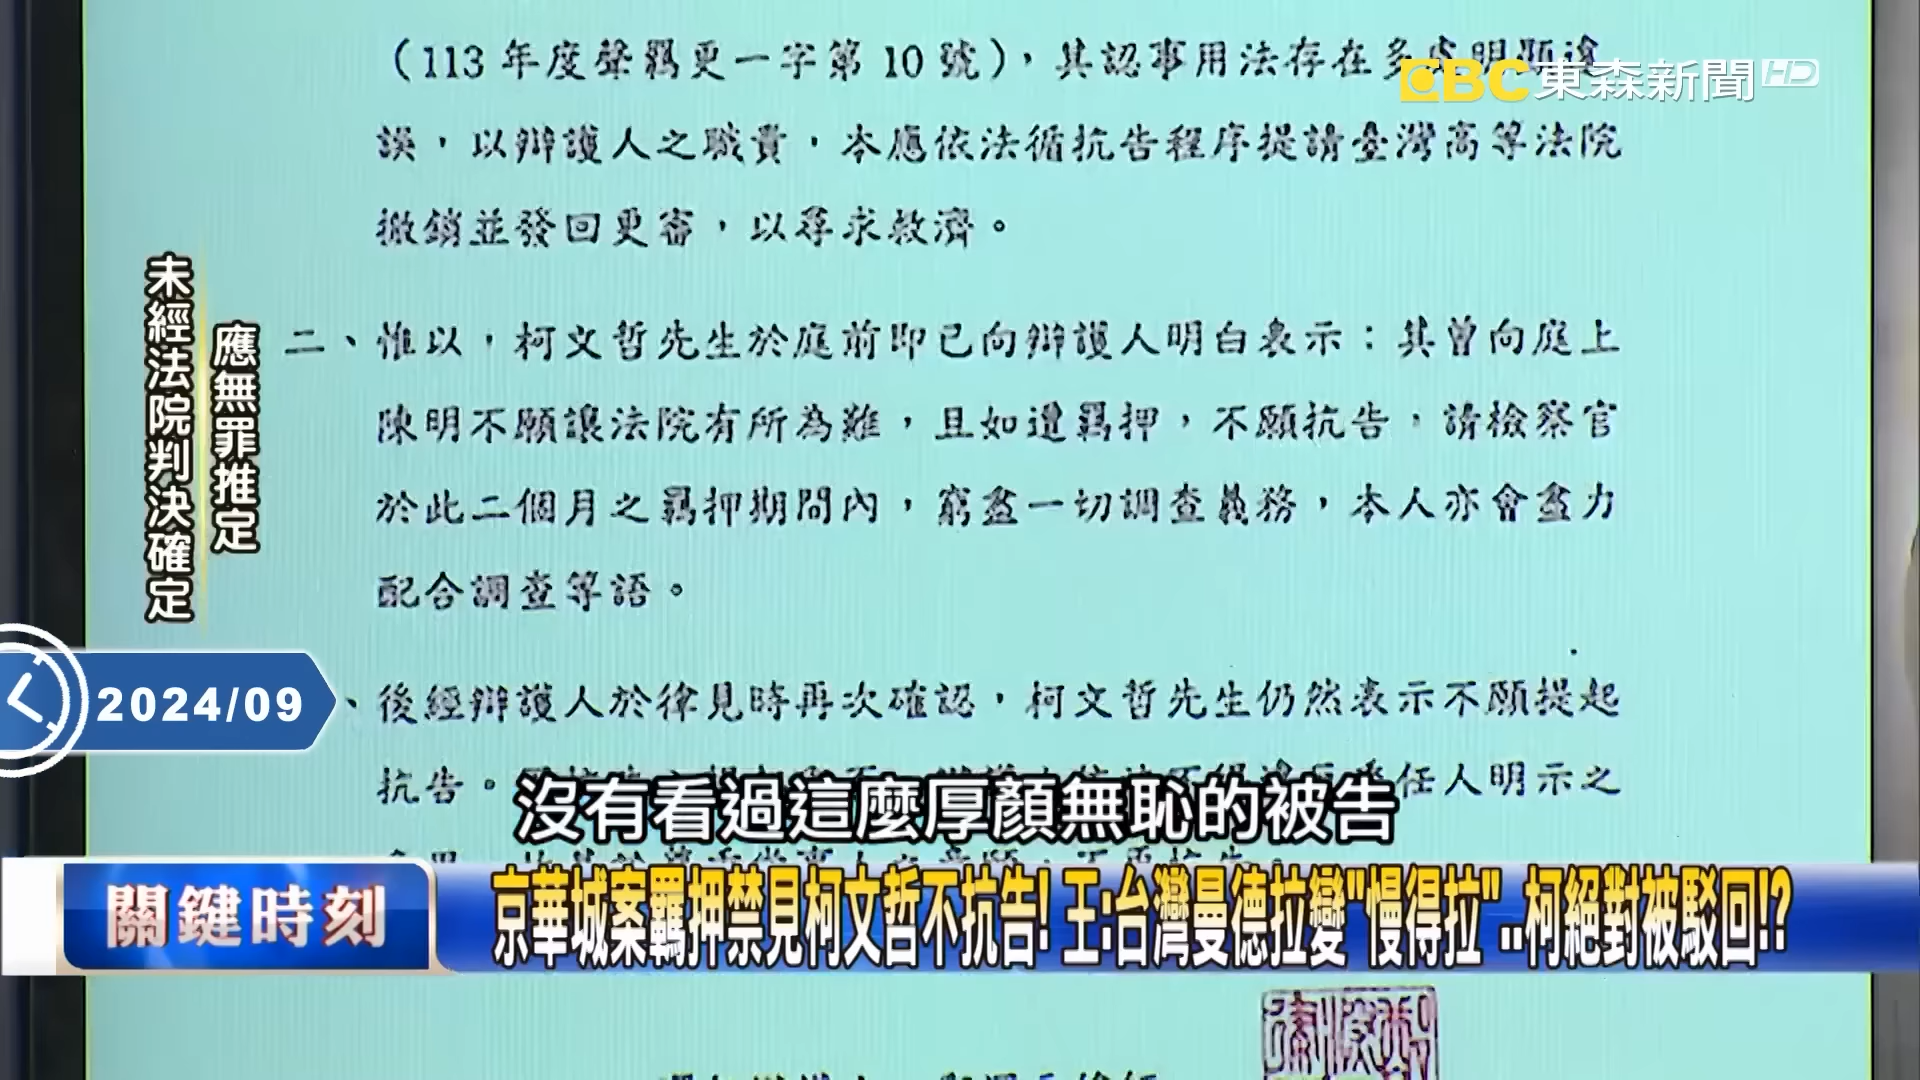 (113年度聲羈更一字第10號），其認事用法存在多處明顯違
誤，以辯護人之職責，本應依法循抗告程序提請臺灣高等法院
撤銷並發回更審，以尋求救濟。
二、惟以，柯文哲先生於庭前即已向辯護人明白表示：其曾向庭上
陳明不願讓法院有所為難，且如遭羈押，不願抗告，請檢察官
於此二個月之羈押期間內，窮盡一切調查義務，本人亦會盡力
配合調查等語。
、後經辯護人於律見時再次確認，柯文哲先生仍然表示不願提起
抗告。
任人明示之
EBC東森新聞HD
應無罪推定
未經法院判決確定
2024/09
沒有看過這麼厚顏無恥的被告
關鍵時刻
京華城案羈押禁見柯文哲不抗告! 王:台灣曼德拉變"慢得拉"..柯絕對被駁回!?